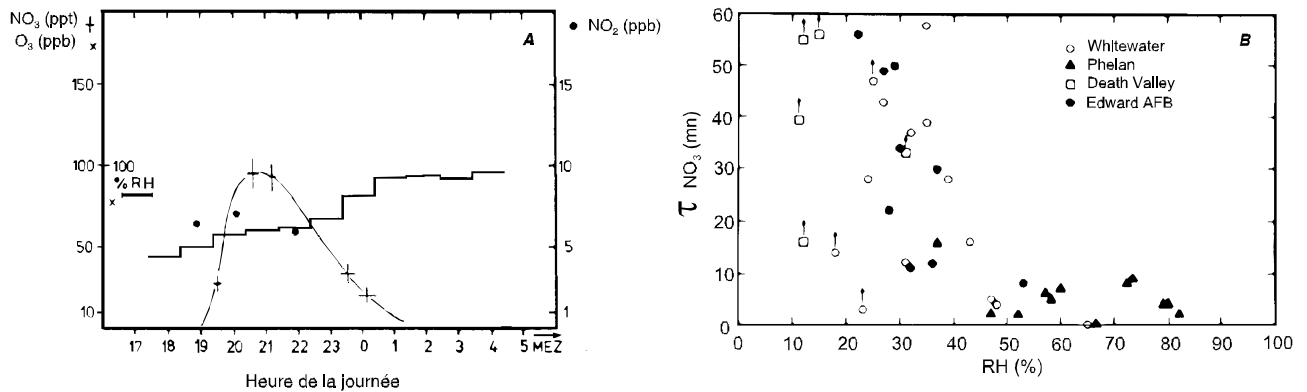 NO₃ (ppt) +
O₃ (ppb) x
A
● NO₂ (ppb)
150
15
100
100
10
% RH
x
50
5
10
1
17 18 19 20 21 22 23 0 1 2 3 4 5 MEZ
Heure de la journée
B
○ Whitewater
▲ Phelan
□ Death Valley
● Edward AFB
τ NO₃ (mn)
60
50
40
30
20
10
0
0 10 20 30 40 50 60 70 80 90 100
RH (%)